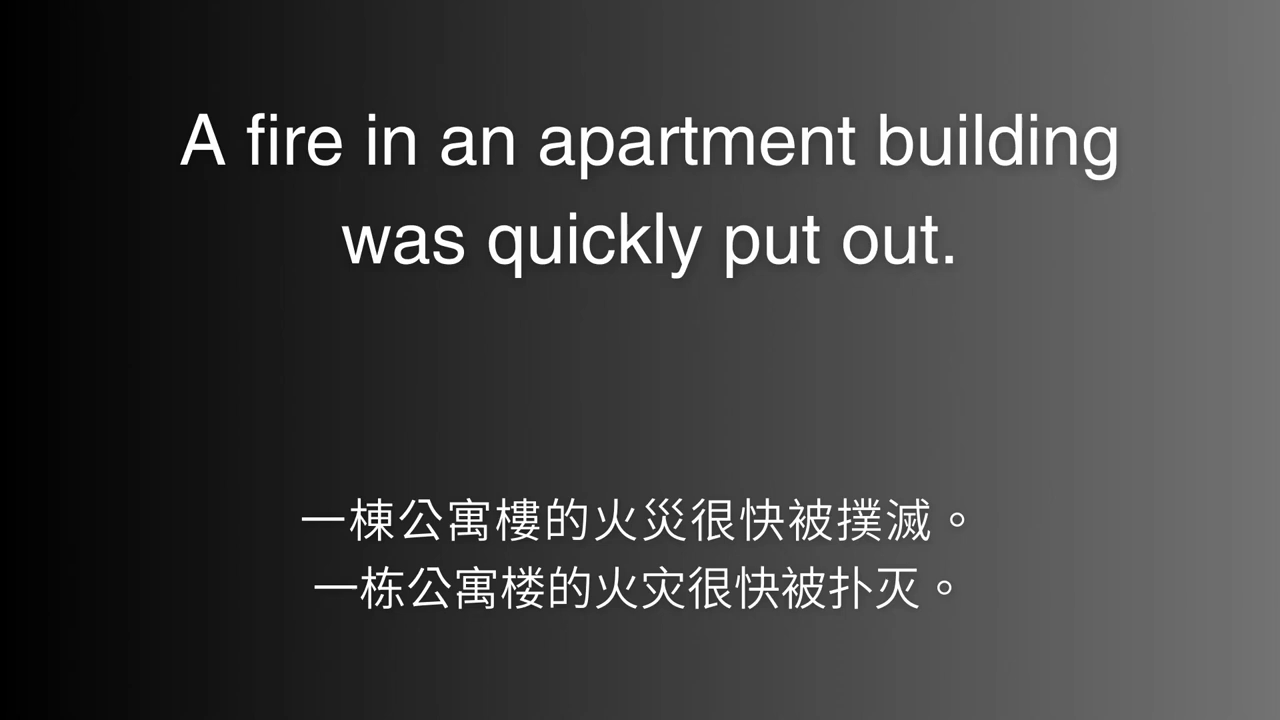 A fire in an apartment building
was quickly put out.
一棟公寓樓的火災很快被撲滅。
一栋公寓楼的火灾很快被扑灭。